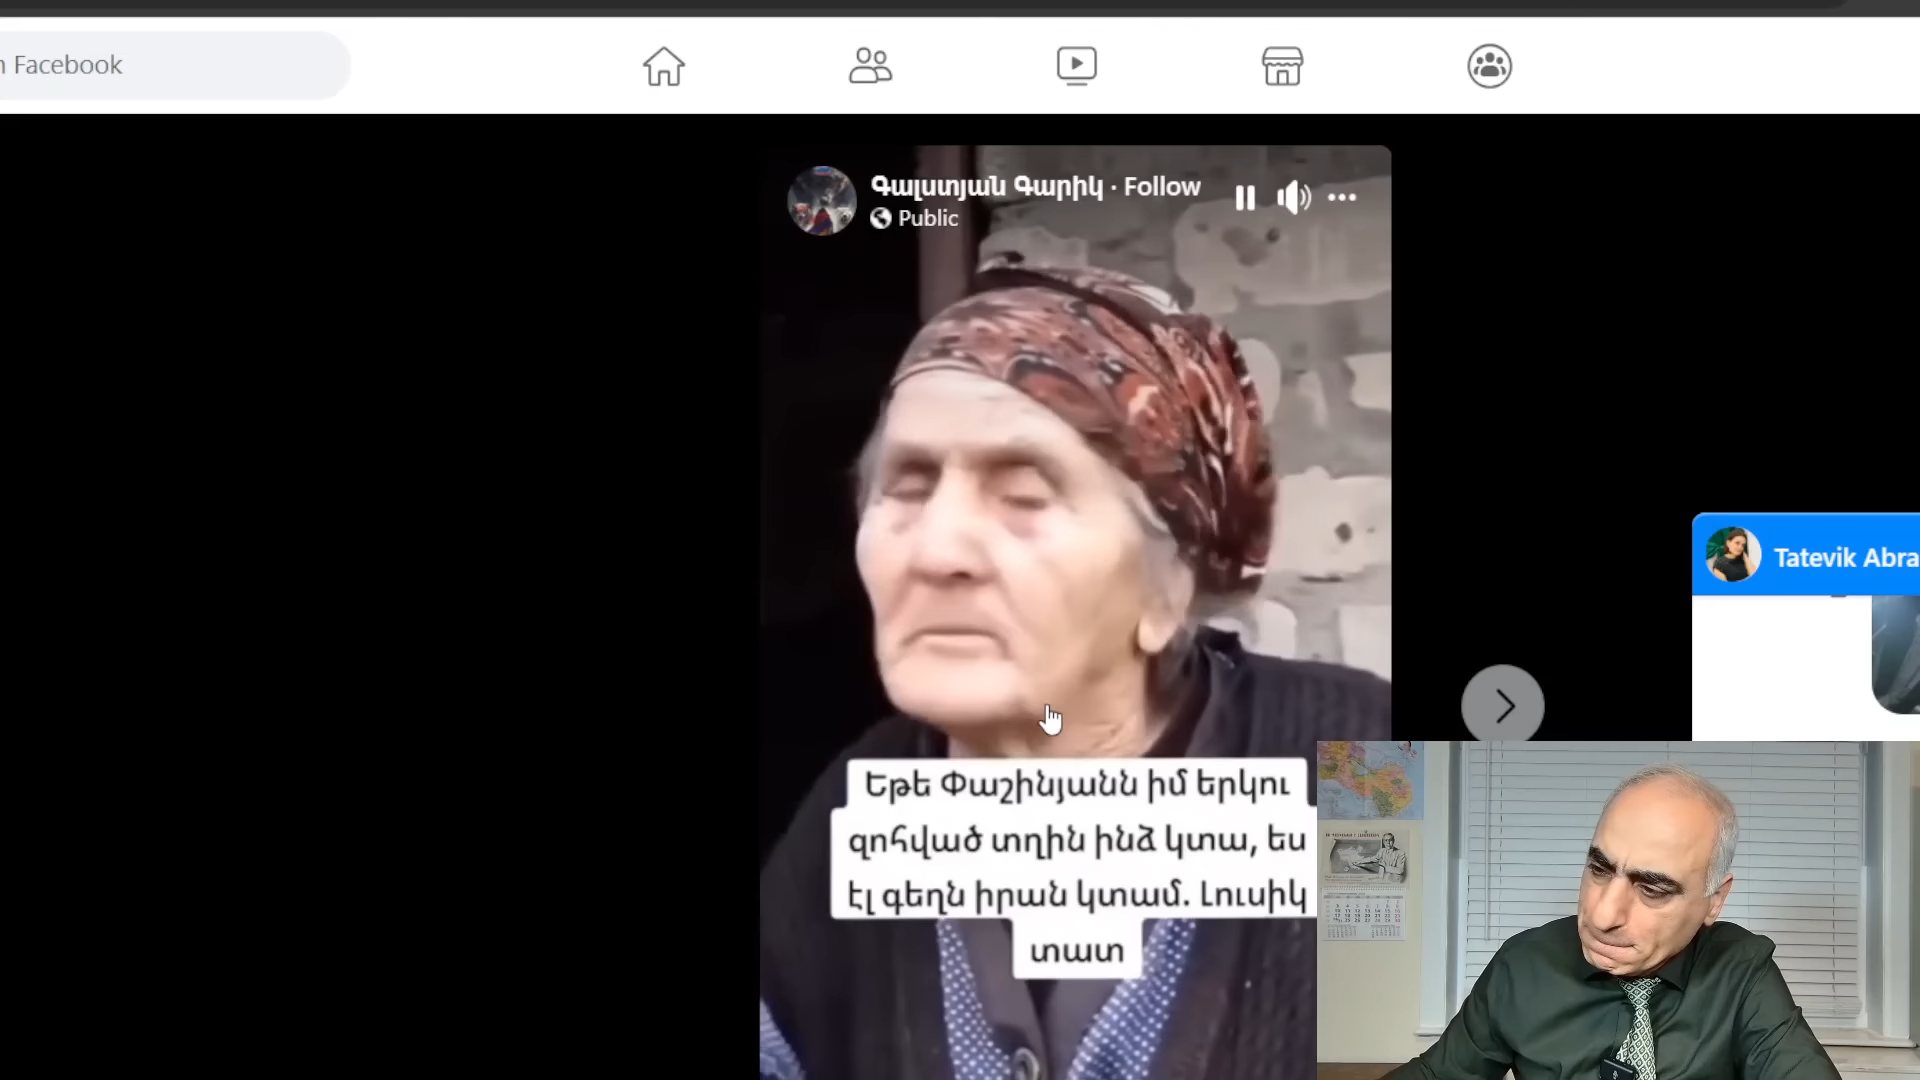 Facebook
Գալստյան Գարիկ · Follow
Public
Tatevik Abra
Եթե Փաշինյանն իմ երկու
զոհված տղին ինձ կտա, ես
էլ գեղն իրան կտամ. Լուսիկ
տատ